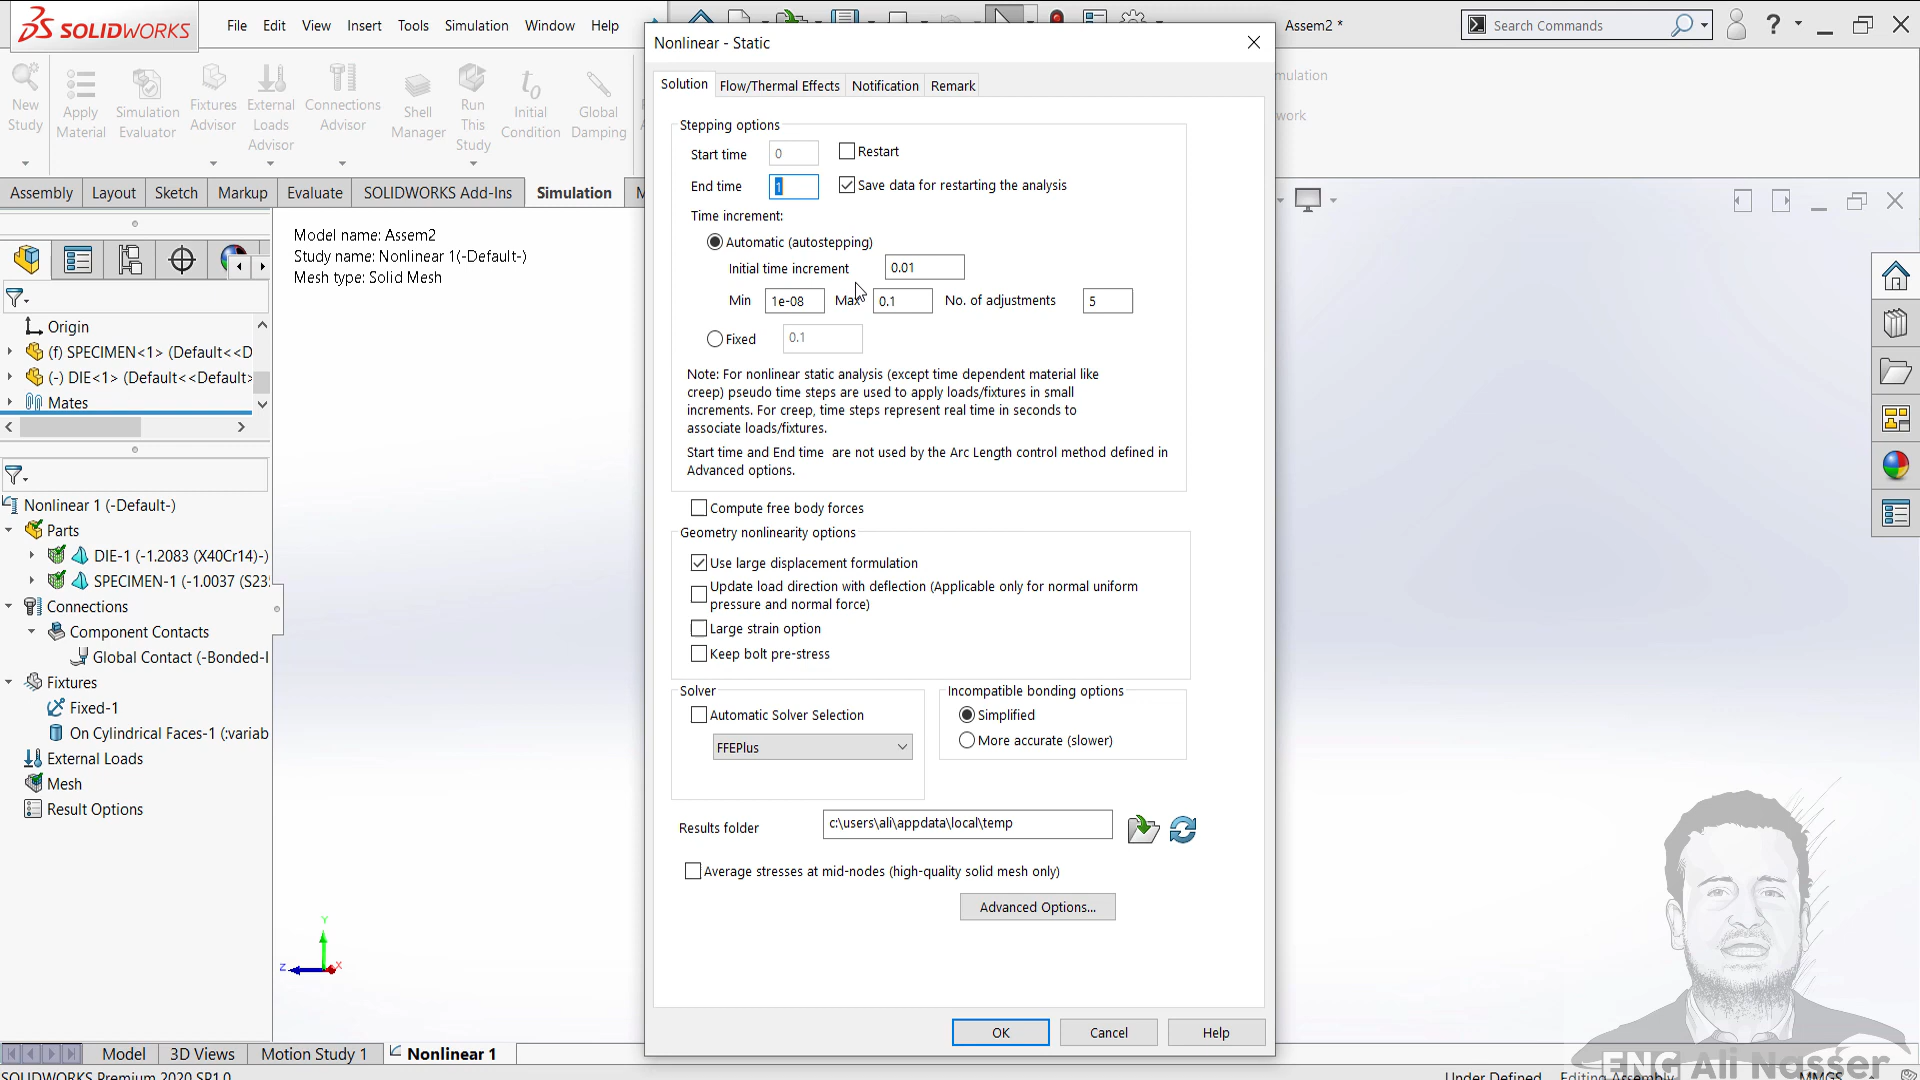 SOLIDWORKS
File Edit View Insert Tools Simulation Window Help
Assem2 *
Search Commands
New Study
Apply Material
Simulation Evaluator
Fixtures Advisor
External Loads Advisor
Connections Advisor
Shell Manager
Run This Study
Initial Condition
Global Damping
Assembly Layout Sketch Markup Evaluate SOLIDWORKS Add-Ins Simulation
Model name: Assem2
Study name: Nonlinear 1(-Default-)
Mesh type: Solid Mesh
Origin
(f) SPECIMEN<1> (Default<<D
(-) DIE<1> (Default<<Default>
Mates
Nonlinear 1 (-Default-)
Parts
DIE-1 (-1.2083 (X40Cr14)-)
SPECIMEN-1 (-1.0037 (S23
Connections
Component Contacts
Global Contact (-Bonded-
Fixtures
Fixed-1
On Cylindrical Faces-1 (:variab
External Loads
Mesh
Result Options
Y
Z
X
Nonlinear - Static
Solution Flow/Thermal Effects Notification Remark
Stepping options
Start time 0 Restart
End time 1 Save data for restarting the analysis
Time increment:
Automatic (autostepping)
Initial time increment 0.01
Min 1e-08 Max 0.1 No. of adjustments 5
Fixed 0.1
Note: For nonlinear static analysis (except time dependent material like
creep) pseudo time steps are used to apply loads/fixtures in small
increments. For creep, time steps represent real time in seconds to
associate loads/fixtures.
Start time and End time are not used by the Arc Length control method defined in
Advanced options.
Compute free body forces
Geometry nonlinearity options
Use large displacement formulation
Update load direction with deflection (Applicable only for normal uniform
pressure and normal force)
Large strain option
Keep bolt pre-stress
Solver
Automatic Solver Selection
FFEPlus
Incompatible bonding options
Simplified
More accurate (slower)
Results folder c:\users\ali\appdata\local\temp
Average stresses at mid-nodes (high-quality solid mesh only)
Advanced Options...
OK Cancel Help
Model 3D Views Motion Study 1 Nonlinear 1
SOLIDWORKS Premium 2020 SP1.0
Under Defined Editing Assembly MMGS
ENG Ali Nasser